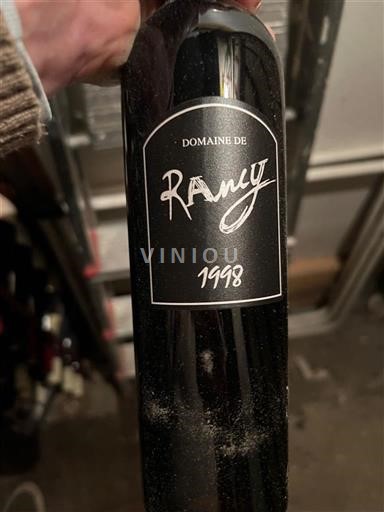 DOMAINE DE
RAncy
VINIOU
1998